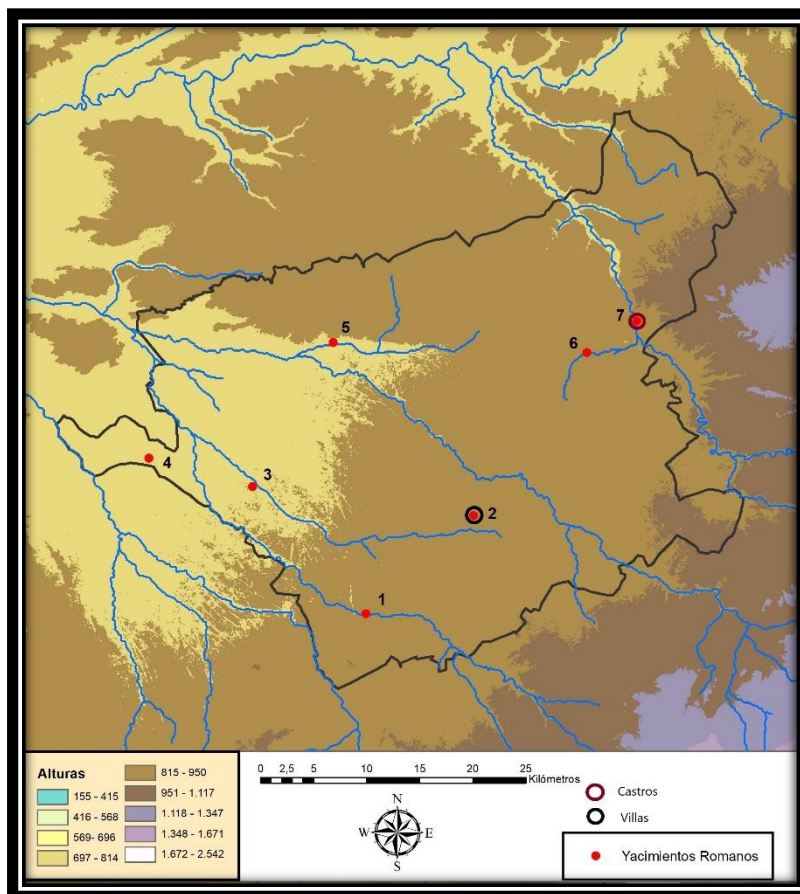 7
5
6
4
3
2
1
Alturas
155 - 415
416 - 568
569- 696
697 - 814
815 - 950
951 - 1.117
1.118 - 1.347
1.348 - 1.671
1.672 - 2.542
0 2,5 5 10 15 20 25
Kilómetros
N
W E
S
Castros
Villas
Yacimientos Romanos